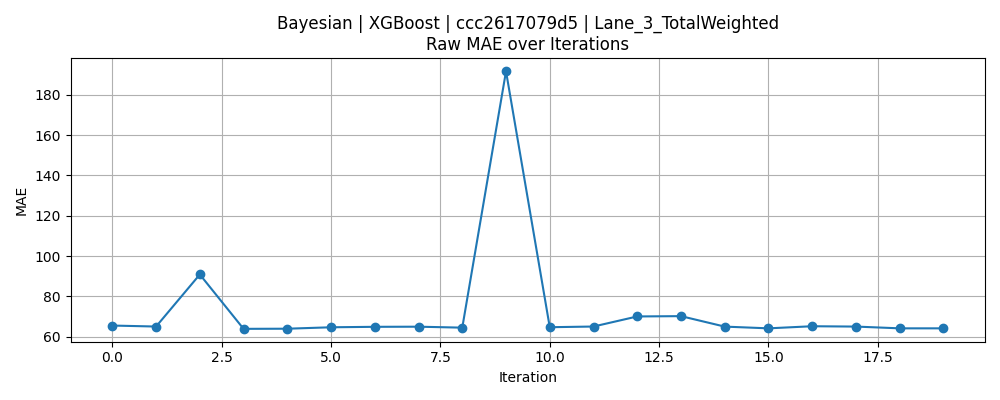 Bayesian | XGBoost | ccc2617079d5 | Lane_3_TotalWeighted
Raw MAE over Iterations
MAE
180
160
140
120
100
80
60
0.0 2.5 5.0 7.5 10.0 12.5 15.0 17.5
Iteration